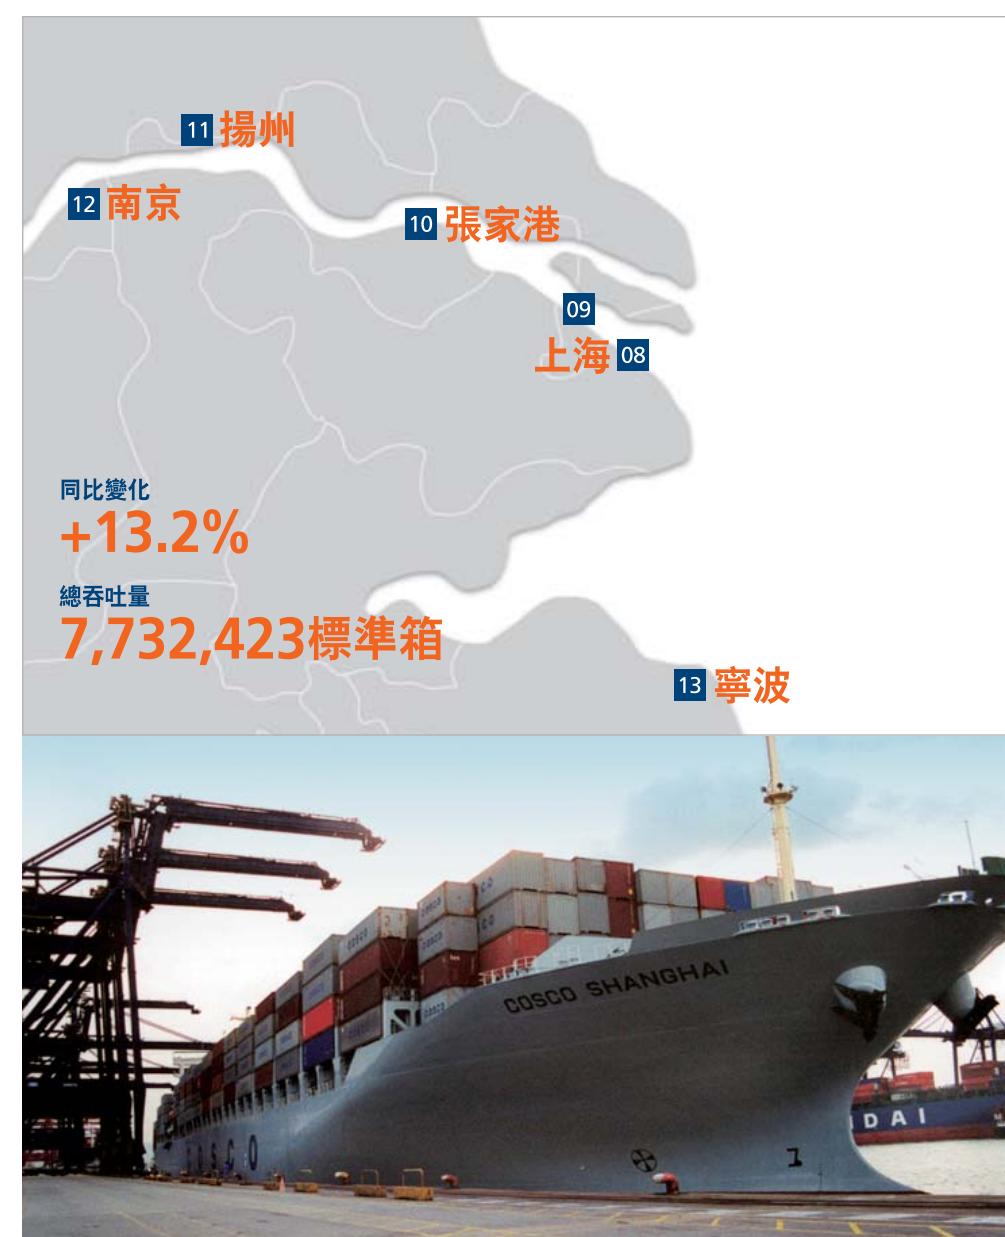 11 揚州
12 南京
10 張家港
09
上海 08
同比變化
+13.2%
總吞吐量
7,732,423標準箱
13 寧波
COSCO
COSCO SHANGHAI
COSCO
DAI
1